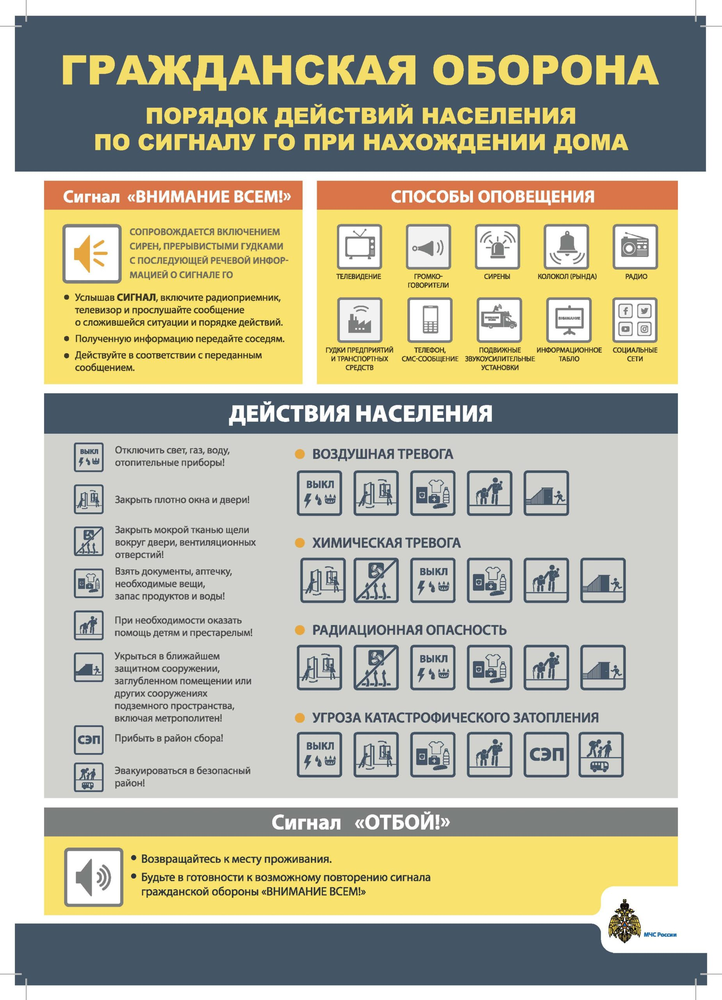 ГРАЖДАНСКАЯ ОБОРОНА
ПОРЯДОК ДЕЙСТВИЙ НАСЕЛЕНИЯ
ПО СИГНАЛУ ГО ПРИ НАХОЖДЕНИИ ДОМА
Сигнал «ВНИМАНИЕ ВСЕМ!»
СОПРОВОЖДАЕТСЯ ВКЛЮЧЕНИЕМ
СИРЕН, ПРЕРЫВИСТЫМИ ГУДКАМИ
С ПОСЛЕДУЮЩЕЙ РЕЧЕВОЙ ИНФОР-
МАЦИЕЙ О СИГНАЛЕ ГО
• Услышав СИГНАЛ, включите радиоприемник,
телевизор и прослушайте сообщение
о сложившейся ситуации и порядке действий.
• Полученную информацию передайте соседям.
• Действуйте в соответствии с переданным
сообщением.
СПОСОБЫ ОПОВЕЩЕНИЯ
ТЕЛЕВИДЕНИЕ
ГРОМКО-
ГОВОРИТЕЛИ
СИРЕНЫ
КОЛОКОЛ (РЫНДА)
РАДИО
ВНИМАНИЕ
ВСЕМ
ВНИМАНИЕ
ГУДКИ ПРЕДПРИЯТИЙ
И ТРАНСПОРТНЫХ
СРЕДСТВ
ТЕЛЕФОН,
СМС-СООБЩЕНИЕ
ПОДВИЖНЫЕ
ЗВУКОУСИЛИТЕЛЬНЫЕ
УСТАНОВКИ
ИНФОРМАЦИОННОЕ
ТАБЛО
СОЦИАЛЬНЫЕ
СЕТИ
ДЕЙСТВИЯ НАСЕЛЕНИЯ
ВЫКЛ
Отключить свет, газ, воду,
отопительные приборы!
Закрыть плотно окна и двери!
Закрыть мокрой тканью щели
вокруг двери, вентиляционных
отверстий!
Взять документы, аптечку,
необходимые вещи,
запас продуктов и воды!
При необходимости оказать
помощь детям и престарелым!
Укрыться в ближайшем
защитном сооружении,
заглубленном помещении или
других сооружениях
подземного пространства,
включая метрополитен!
СЭП
Прибыть в район сбора!
Эвакуироваться в безопасный
район!
ВОЗДУШНАЯ ТРЕВОГА
ВЫКЛ
ХИМИЧЕСКАЯ ТРЕВОГА
ВЫКЛ
РАДИАЦИОННАЯ ОПАСНОСТЬ
ВЫКЛ
УГРОЗА КАТАСТРОФИЧЕСКОГО ЗАТОПЛЕНИЯ
ВЫКЛ
СЭП
Сигнал «ОТБОЙ!»
• Возвращайтесь к месту проживания.
• Будьте в готовности к возможному повторению сигнала
гражданской обороны «ВНИМАНИЕ ВСЕМ!»
МЧС России